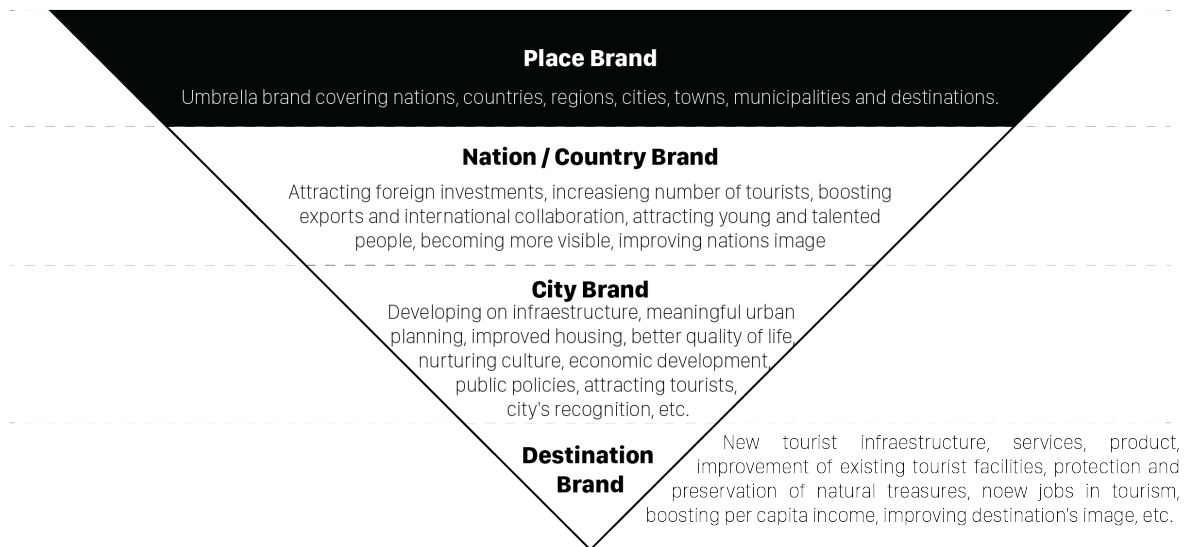 Place Brand
Umbrella brand covering nations, countries, regions, cities, towns, municipalities and destinations.
Nation / Country Brand
Attracting foreign investments, increasieng number of tourists, boosting
exports and international collaboration, attracting young and talented
people, becoming more visible, improving nations image
City Brand
Developing on infraestructure, meaningful urban
planning, improved housing, better quality of life,
nurturing culture, economic development,
public policies, attracting tourists,
city's recognition, etc.
Destination
Brand
New tourist infraestructure, services, product,
improvement of existing tourist facilities, protection and
preservation of natural treasures, noew jobs in tourism,
boosting per capita income, improving destination's image, etc.